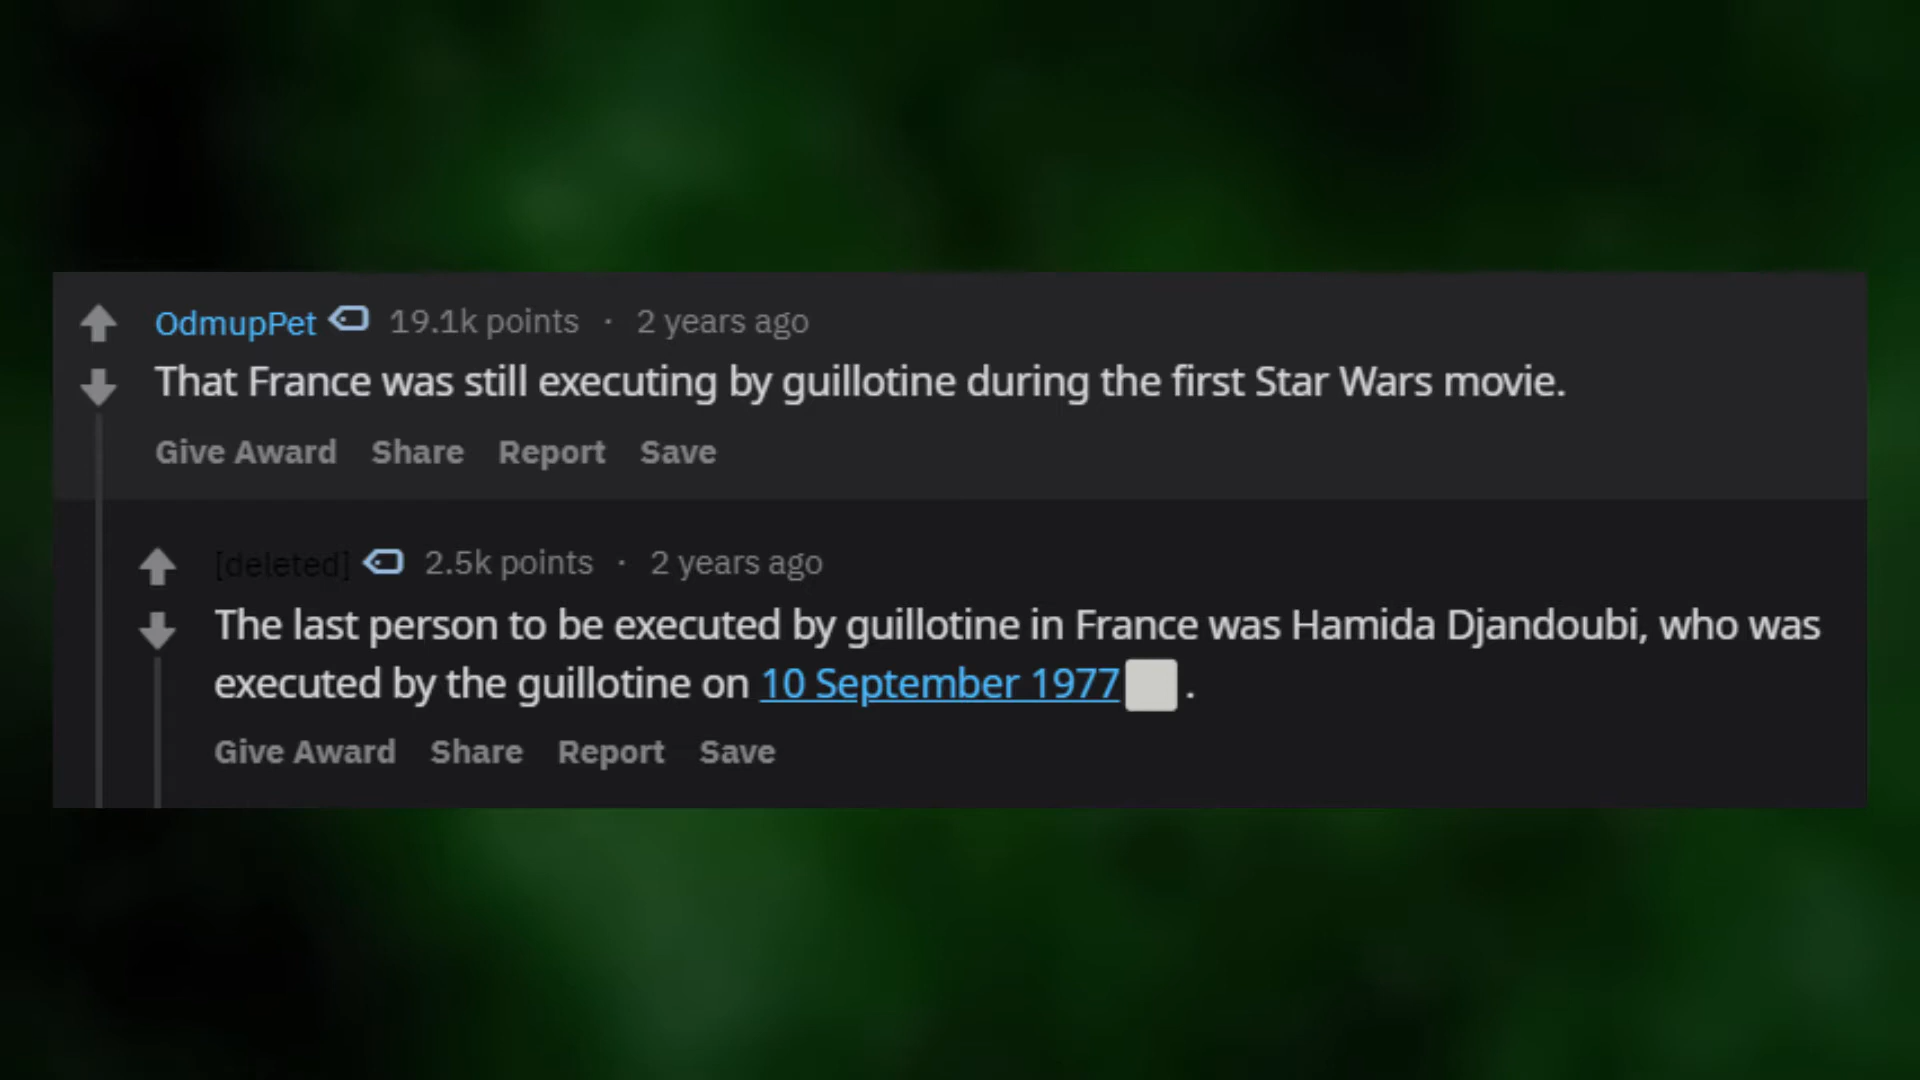 OdmupPet 19.1k points · 2 years ago
That France was still executing by guillotine during the first Star Wars movie.
Give Award Share Report Save
[deleted] 2.5k points · 2 years ago
The last person to be executed by guillotine in France was Hamida Djandoubi, who was
executed by the guillotine on 10 September 1977 .
Give Award Share Report Save